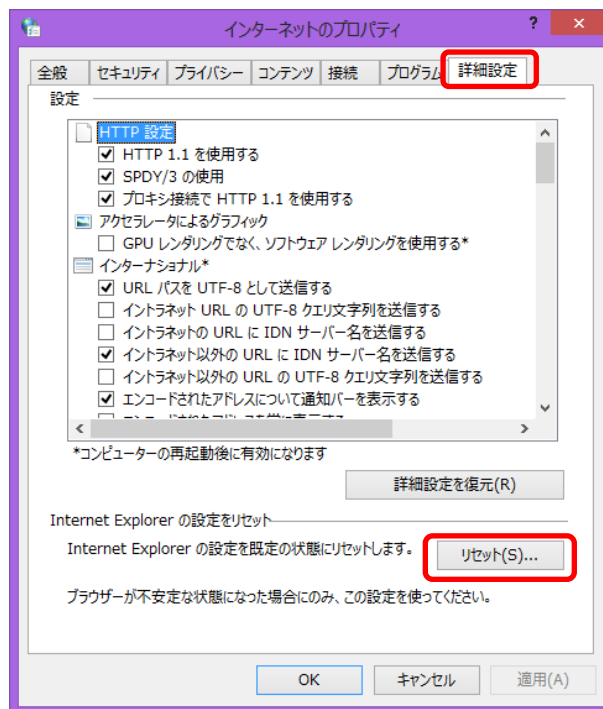 インターネットのプロパティ
? ×
全般 セキュリティ プライバシー コンテンツ 接続 プログラム 詳細設定
設定
HTTP 設定
HTTP 1.1 を使用する
SPDY/3 の使用
プロキシ接続で HTTP 1.1 を使用する
アクセラレータによるグラフィック
GPU レンダリングでなく、ソフトウェア レンダリングを使用する*
インターナショナル*
URL パスを UTF-8 として送信する
イントラネット URL の UTF-8 クエリ文字列を送信する
イントラネットの URL に IDN サーバー名を送信する
イントラネット以外の URL に IDN サーバー名を送信する
イントラネット以外の URL の UTF-8 クエリ文字列を送信する
エンコードされたアドレスについて通知バーを表示する
*コンピューターの再起動後に有効になります
詳細設定を復元(R)
Internet Explorer の設定をリセット
Internet Explorer の設定を既定の状態にリセットします。
リセット(S)...
ブラウザーが不安定な状態になった場合にのみ、この設定を使ってください。
OK キャンセル 適用(A)